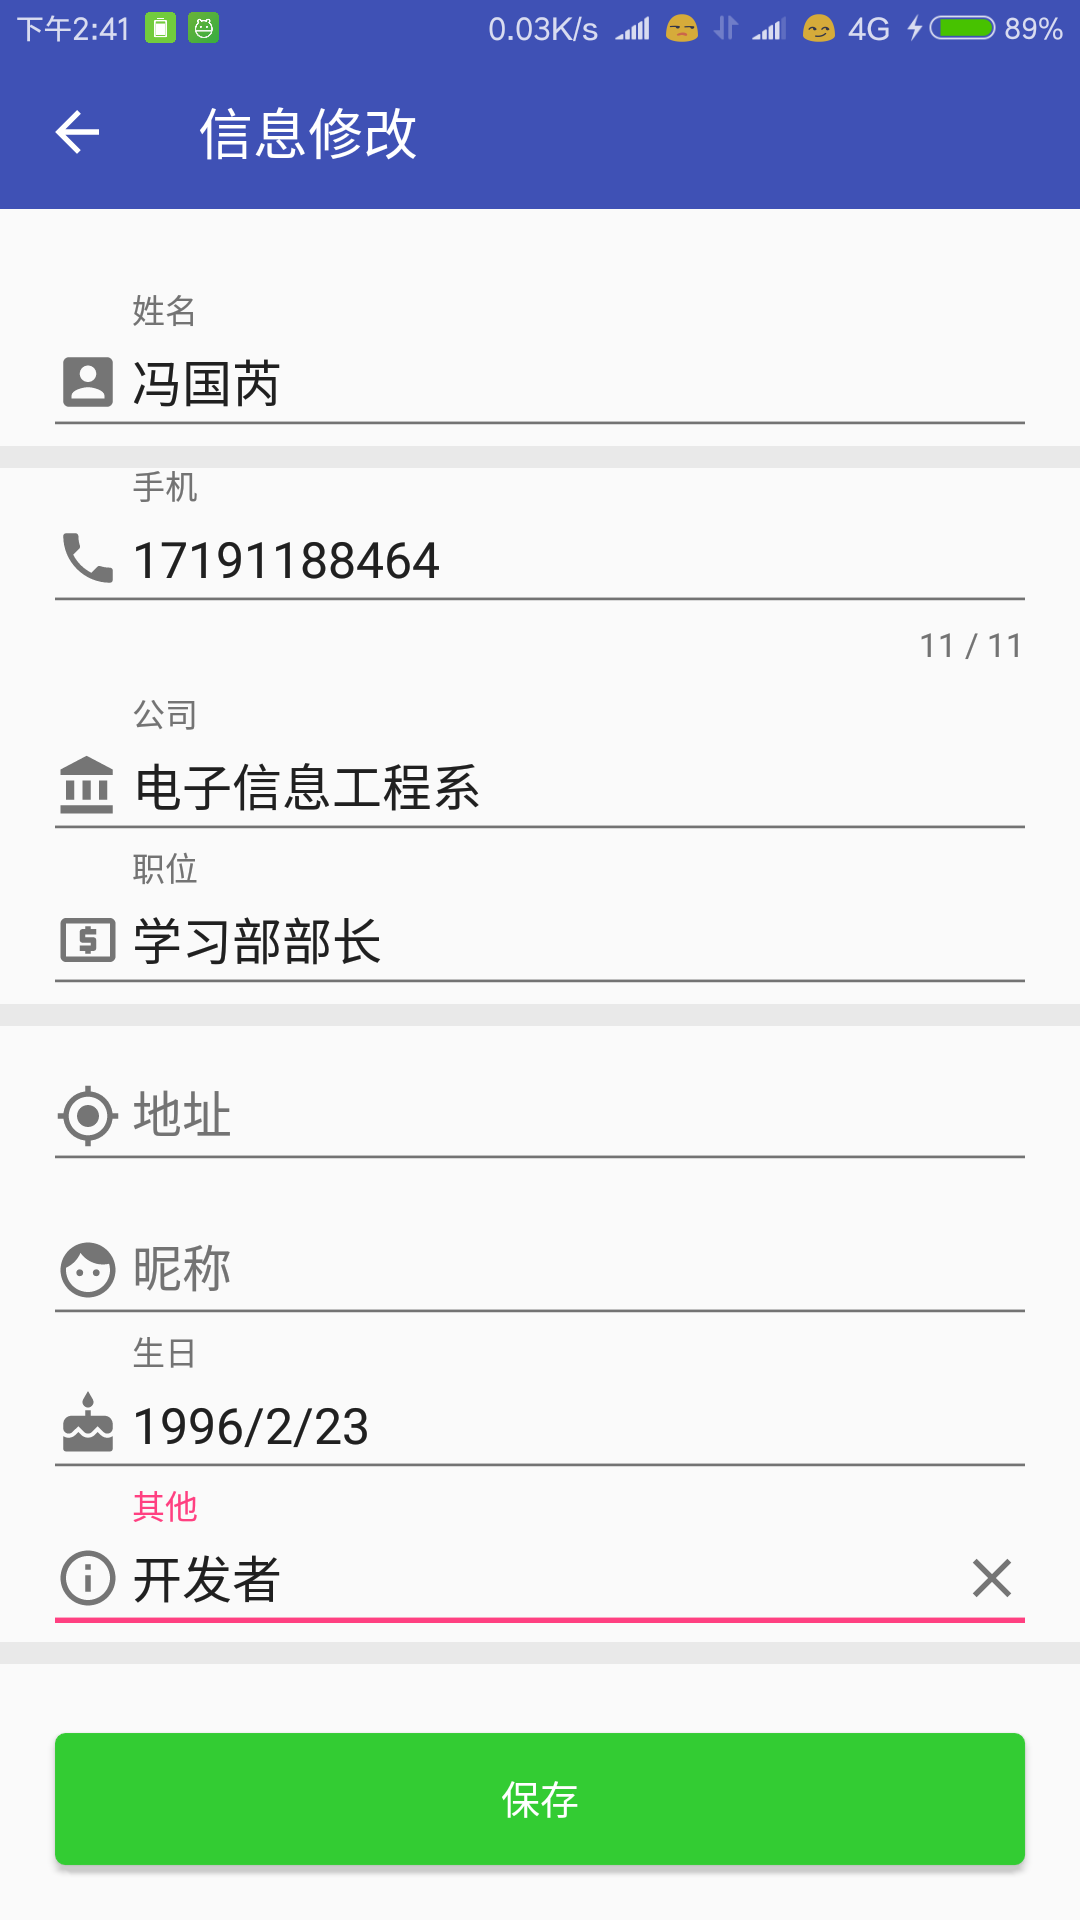 下午2:41 0.03K/s 4G 89%
信息修改
姓名
冯国芮
手机
17191188464
11 / 11
公司
电子信息工程系
职位
学习部部长
地址
昵称
生日
1996/2/23
其他
开发者
保存